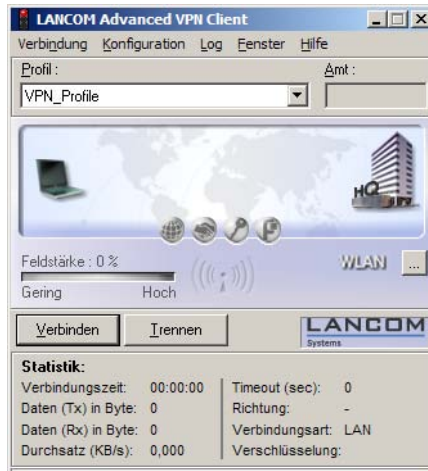 LANCOM Advanced VPN Client
Verbindung Konfiguration Log Fenster Hilfe
Profil : Amt :
VPN_Profile
HQ
Feldstärke : 0 % WLAN ...
Gering Hoch
Verbinden Trennen LANCOM
Systems
Statistik:
Verbindungszeit: 00:00:00 Timeout (sec): 0
Daten (Tx) in Byte: 0 Richtung: -
Daten (Rx) in Byte: 0 Verbindungsart: LAN
Durchsatz (KB/s): 0,000 Verschlüsselung: